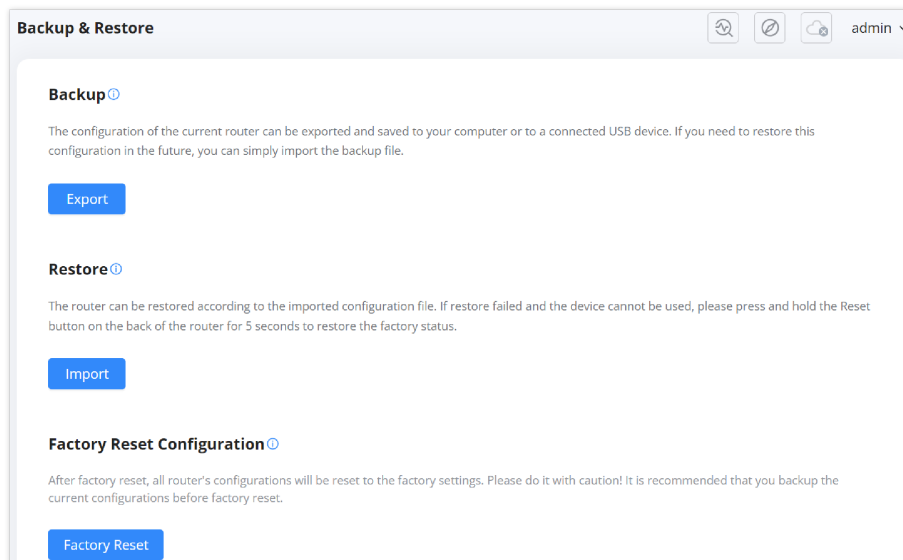 Backup & Restore
admin
Backup
The configuration of the current router can be exported and saved to your computer or to a connected USB device. If you need to restore this
configuration in the future, you can simply import the backup file.
Export
Restore
The router can be restored according to the imported configuration file. If restore failed and the device cannot be used, please press and hold the Reset
button on the back of the router for 5 seconds to restore the factory status.
Import
Factory Reset Configuration
After factory reset, all router's configurations will be reset to the factory settings. Please do it with caution! It is recommended that you backup the
current configurations before factory reset.
Factory Reset